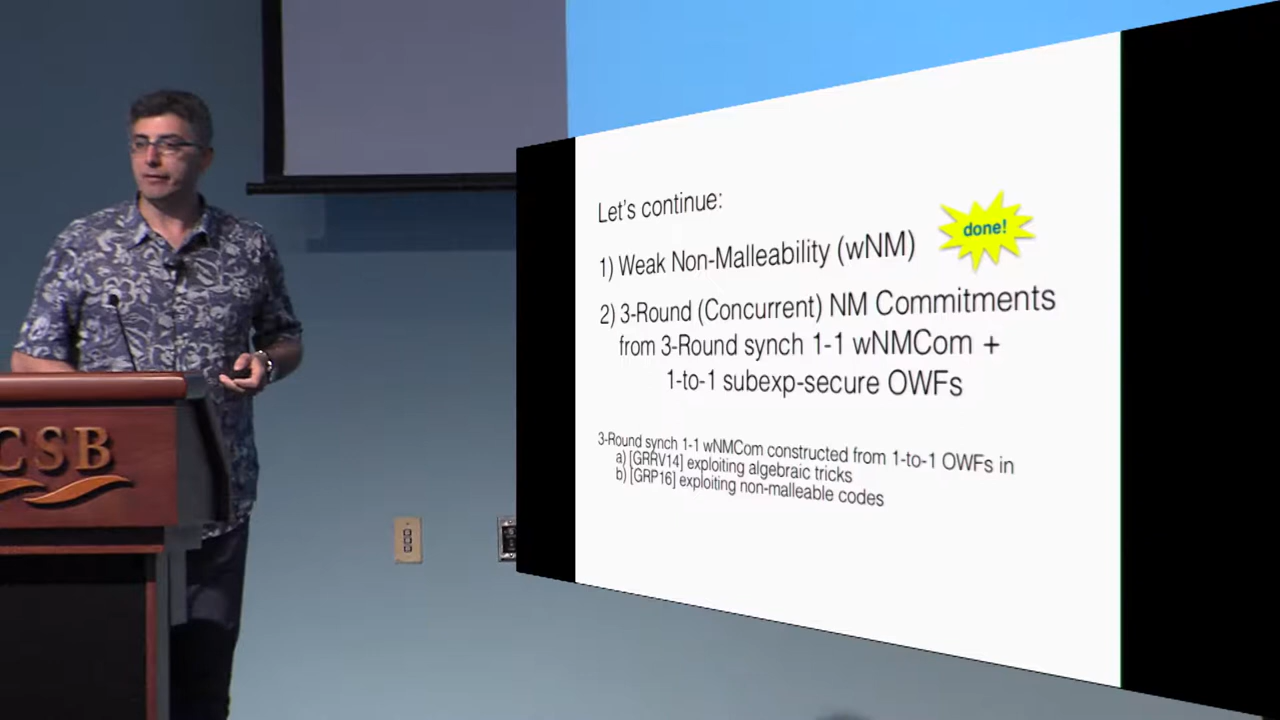 CSB
Let's continue:
1) Weak Non-Malleability (wNM)
done!
2) 3-Round (Concurrent) NM Commitments
from 3-Round synch 1-1 wNMCom +
1-to-1 subexp-secure OWFs
3-Round synch 1-1 wNMCom constructed from 1-to-1 OWFs in
a) [GRRV14] exploiting algebraic tricks
b) [GRP16] exploiting non-malleable codes